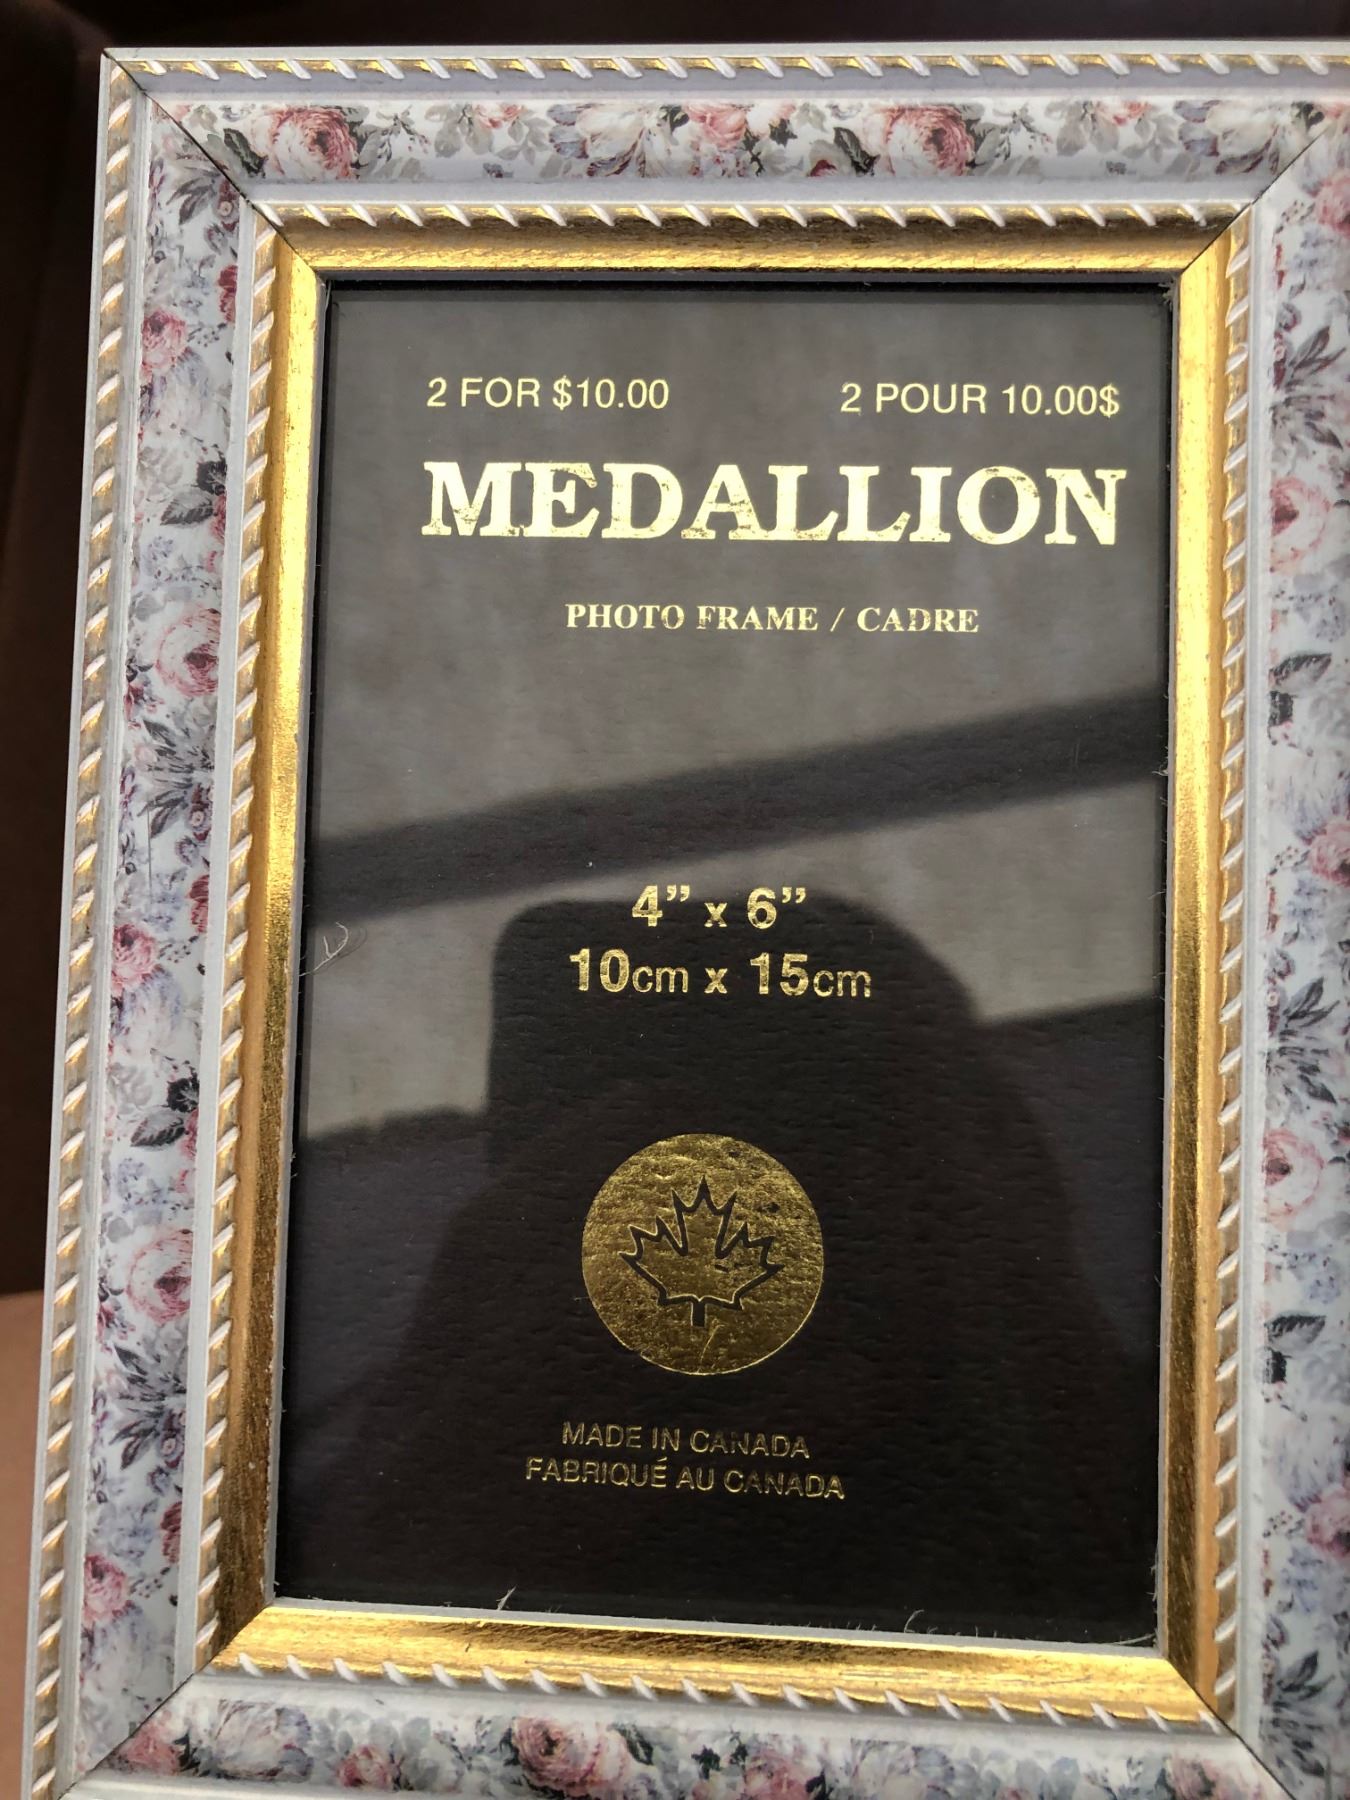 2 FOR $10.00 2 POUR 10.00$
MEDALLION
PHOTO FRAME / CADRE
4” x 6”
10cm x 15cm
MADE IN CANADA
FABRIQUÉ AU CANADA